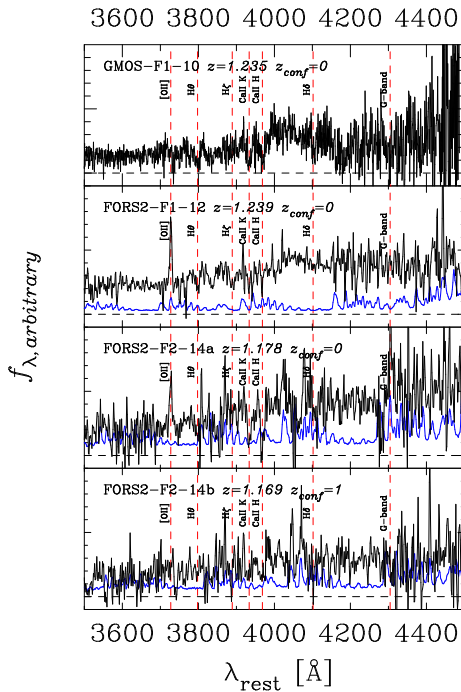 3600 3800 4000 4200 4400
GMOS-F1-10 z=1.235 z_conf=0
[OII] Hθ Hζ CaII K CaII H Hδ G-band
FORS2-F1-12 z=1.239 z_conf=0
[OII] Hθ Hζ CaII K CaII H Hδ G-band
FORS2-F2-14a z=1.178 z_conf=0
[OII] Hθ Hζ CaII K CaII H Hδ G-band
FORS2-F2-14b z=1.169 z_conf=1
[OII] Hθ Hζ CaII K CaII H Hδ G-band
f_λ,arbitrary
3600 3800 4000 4200 4400
λ_rest [Å]